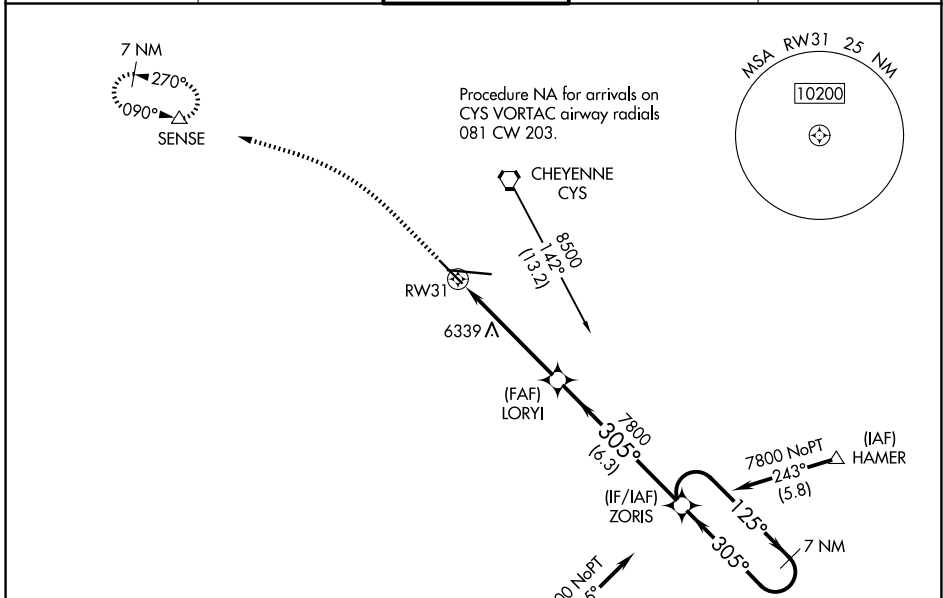 7 NM
270°
090°
SENSE
Procedure NA for arrivals on
CYS VORTAC airway radials
081 CW 203.
MSA RW31 25 NM
10200
CHEYENNE
CYS
8500
142°
(13.2)
RW31
6339
(FAF)
LORYI
7800
305°
(6.3)
7800 NoPT
243°
(5.8)
(IAF)
HAMER
(IF/IAF)
ZORIS
125°
305°
7 NM
NoPT